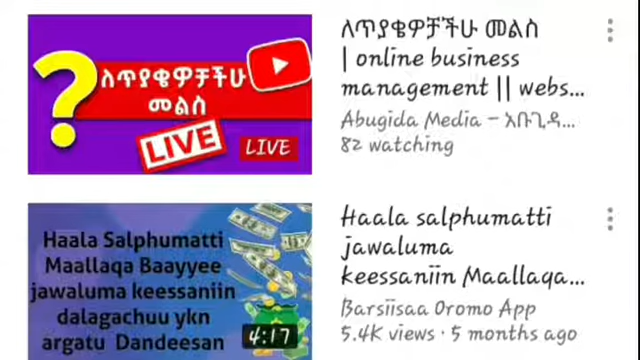 ?
ለጥያቄዎቻችሁ
መልስ
LIVE
LIVE
ለጥያቄዎቻችሁ መልስ
| online business
management || webs...
Abugida Media - አቡጊዳ...
82 watching
Haala Salphumatti
Maallaqa Baayyee
jawaluma keessaniin
dalagachuu ykn
argatu Dandeesan
4:17
Haala salphumatti
jawaluma
keessaniin Maallaqa...
Barsiisaa Oromo App
5.4K views · 5 months ago